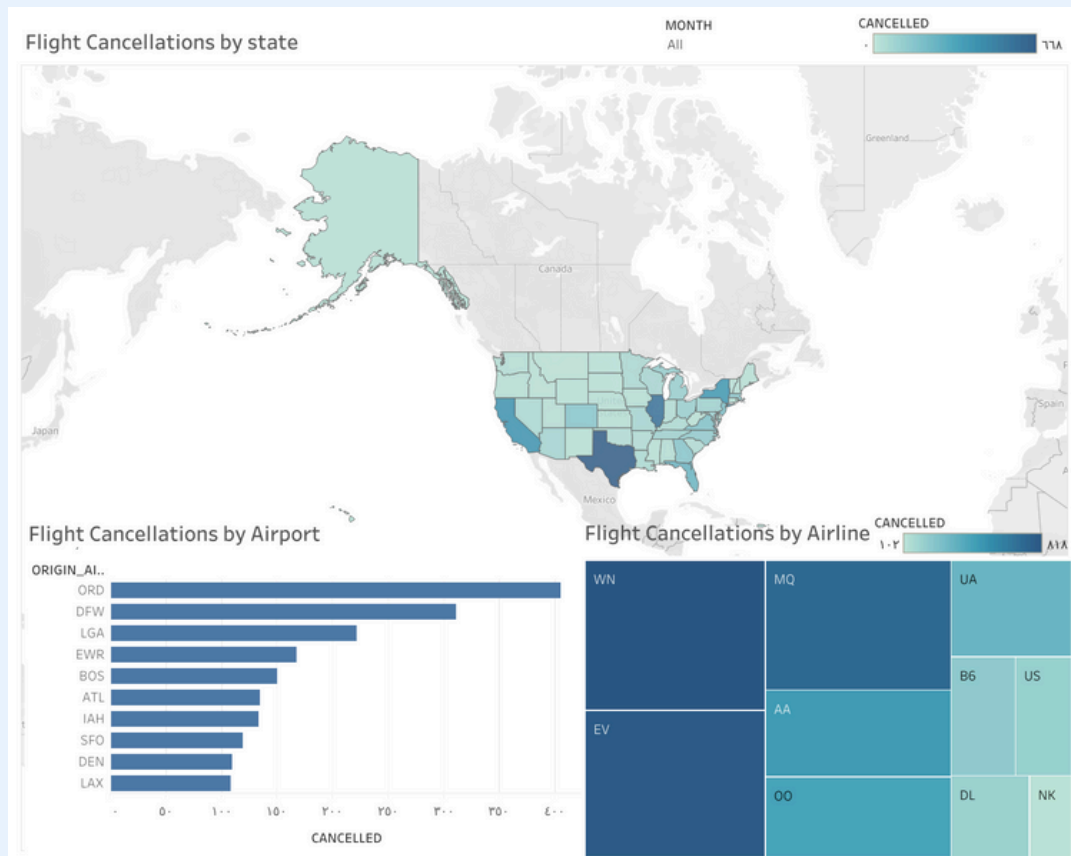 Flight Cancellations by state
MONTH
All
CANCELLED
٠ ٦٦٨
Greenland
Canada
Japan
Spain
Mexico
Flight Cancellations by Airport
ORIGIN_AI..
ORD
DFW
LGA
EWR
BOS
ATL
IAH
SFO
DEN
LAX
٠ ٥٠ ١٠٠ ١٥٠ ٢٠٠ ٢٥٠ ٣٠٠ ٣٥٠ ٤٠٠
CANCELLED
Flight Cancellations by Airline
CANCELLED
١٠٢ ٨١٨
WN
MQ
UA
B6
US
EV
AA
OO
DL
NK